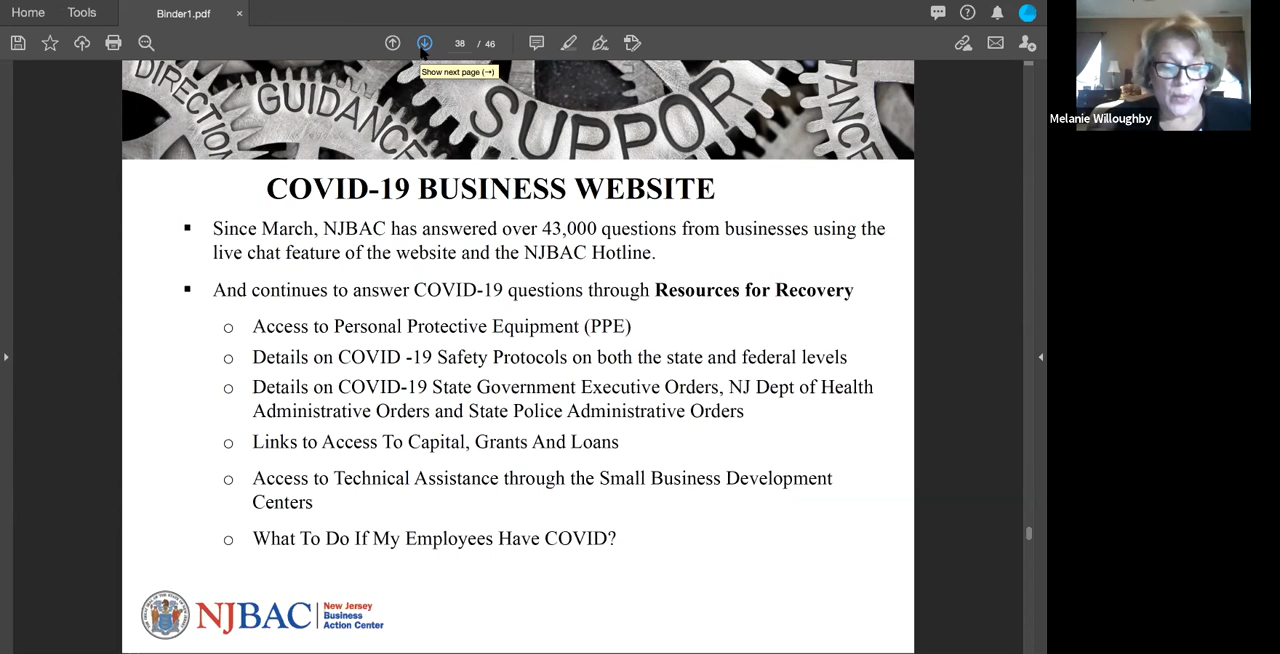 Home
Tools
Binder1.pdf
×
38 / 46
Show next page (→)
DIRECTION
GUIDANCE
SUPPOR
TANCE
Melanie Willoughby
COVID-19 BUSINESS WEBSITE
▪ Since March, NJBAC has answered over 43,000 questions from businesses using the
live chat feature of the website and the NJBAC Hotline.
▪ And continues to answer COVID-19 questions through Resources for Recovery
o Access to Personal Protective Equipment (PPE)
o Details on COVID -19 Safety Protocols on both the state and federal levels
o Details on COVID-19 State Government Executive Orders, NJ Dept of Health
Administrative Orders and State Police Administrative Orders
o Links to Access To Capital, Grants And Loans
o Access to Technical Assistance through the Small Business Development
Centers
o What To Do If My Employees Have COVID?
NJBAC
New Jersey
Business
Action Center